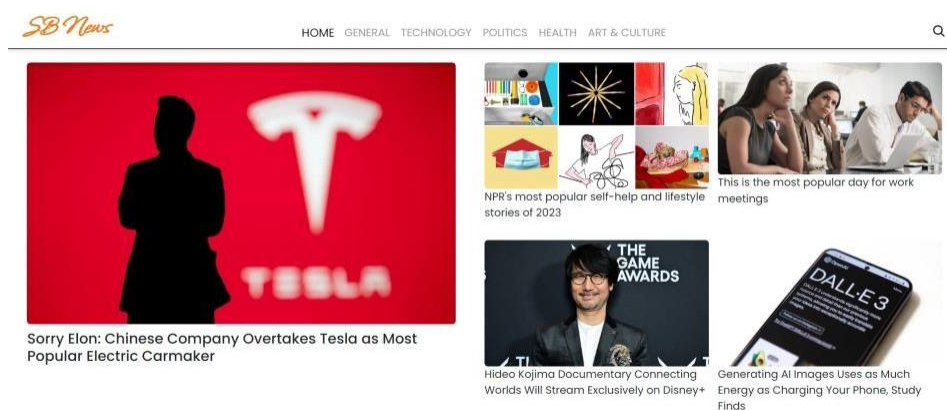 SB News
HOME GENERAL TECHNOLOGY POLITICS HEALTH ART & CULTURE
TESLA
Sorry Elon: Chinese Company Overtakes Tesla as Most
Popular Electric Carmaker
NPR's most popular self-help and lifestyle
stories of 2023
This is the most popular day for work
meetings
THE
GAME
AWARDS
Hideo Kojima Documentary Connecting
Worlds Will Stream Exclusively on Disney+
OpenAI
DALL·E 3
Generating AI Images Uses as Much
Energy as Charging Your Phone, Study
Finds